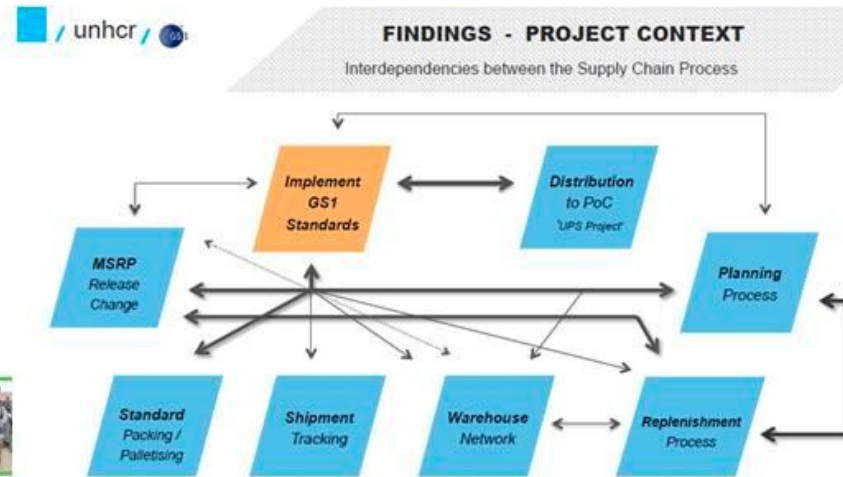 / unhcr / GS1
FINDINGS - PROJECT CONTEXT
Interdependencies between the Supply Chain Process
Implement
GS1
Standards
Distribution
to PoC
'UPS Project'
MSRP
Release
Change
Planning
Process
Standard
Packing /
Palletising
Shipment
Tracking
Warehouse
Network
Replenishment
Process